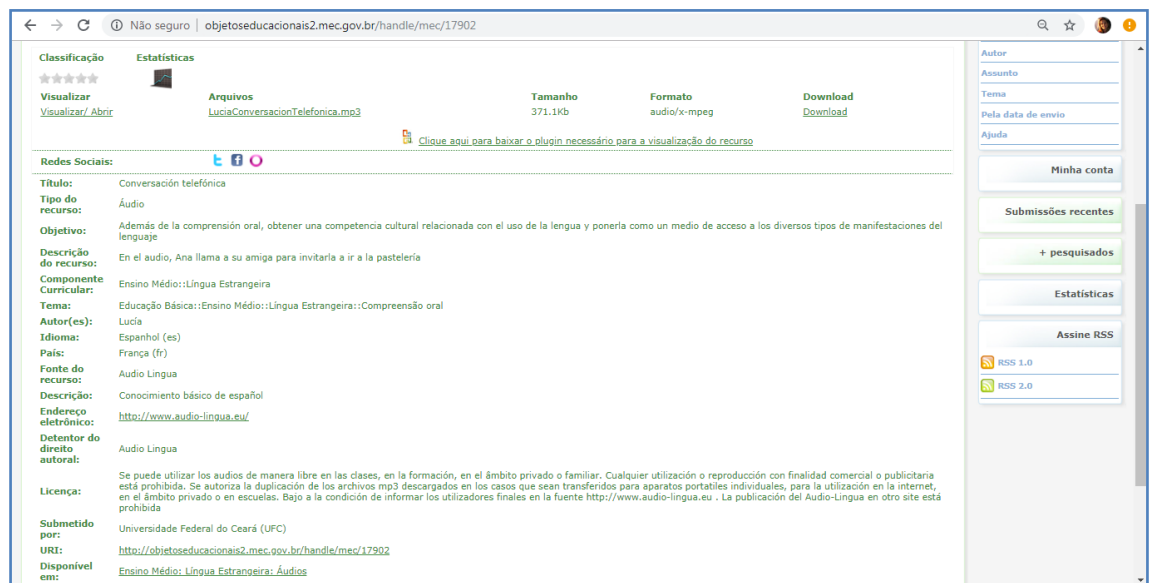 Não seguro | objetoseducacionais2.mec.gov.br/handle/mec/17902
Classificação Estatísticas
Visualizar Arquivos Tamanho Formato Download
Visualizar/ Abrir LuciaConversacionTelefonica.mp3 371.1Kb audio/x-mpeg Download
Clique aqui para baixar o plugin necessário para a visualização do recurso
Redes Sociais:
Título: Conversación telefónica
Tipo do
recurso: Áudio
Objetivo: Además de la comprensión oral, obtener una competencia cultural relacionada con el uso de la lengua y ponerla como un medio de acceso a los diversos tipos de manifestaciones del
lenguaje
Descrição
do recurso: En el audio, Ana llama a su amiga para invitarla a ir a la pastelería
Componente
Curricular: Ensino Médio::Língua Estrangeira
Tema: Educação Básica::Ensino Médio::Língua Estrangeira::Compreensão oral
Autor(es): Lucía
Idioma: Espanhol (es)
País: França (fr)
Fonte do
recurso: Audio Lingua
Descrição: Conocimiento básico de español
Endereço
eletrônico: http://www.audio-lingua.eu/
Detentor do
direito
autoral: Audio Lingua
Licença: Se puede utilizar los audios de manera libre en las clases, en la formación, en el âmbito privado o familiar. Cualquier utilización o reproducción con finalidad comercial o publicitaria
está prohibida. Se autoriza la duplicación de los archivos mp3 descargados en los casos que sean transferidos para aparatos portatiles individuales, para la utilización en la internet,
en el âmbito privado o en escuelas. Bajo a la condición de informar los utilizadores finales en la fuente http://www.audio-lingua.eu . La publicación del Audio-Lingua en otro site está
prohibida
Submetido
por: Universidade Federal do Ceará (UFC)
URI: http://objetoseducacionais2.mec.gov.br/handle/mec/17902
Disponível
em: Ensino Médio: Língua Estrangeira: Áudios
Autor
Assunto
Tema
Pela data de envio
Ajuda
Minha conta
Submissões recentes
+ pesquisados
Estatísticas
Assine RSS
RSS 1.0
RSS 2.0